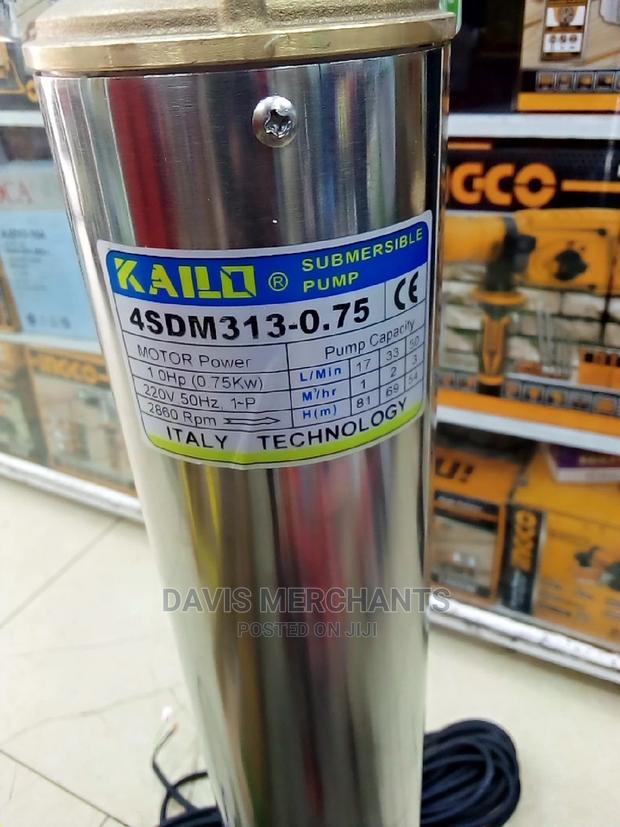 KAILO ® SUBMERSIBLE
PUMP
4SDM313-0.75 CE
MOTOR Power
1.0Hp (0.75Kw)
220V 50Hz, 1~P
2860 Rpm
Pump Capacity
L/Min 17 33 50
M³/hr 1 2 3
H(m) 81 69 54
ITALY TECHNOLOGY
INGCO
INGCO
INGCO
DAVIS MERCHANTS
POSTED ON JIJI